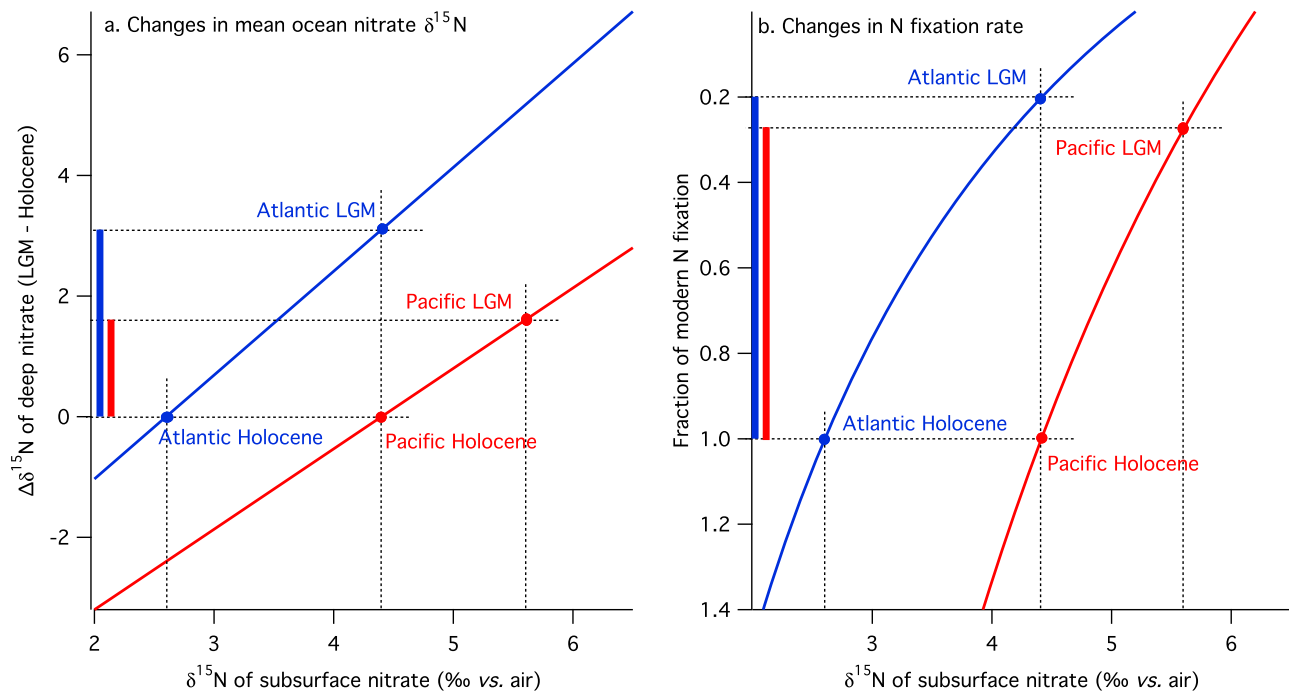 a. Changes in mean ocean nitrate δ¹⁵N
6
4
2
0
-2
Δδ¹⁵N of deep nitrate (LGM - Holocene)
Atlantic LGM
Pacific LGM
Atlantic Holocene
Pacific Holocene
2
3
4
5
6
δ¹⁵N of subsurface nitrate (‰ vs. air)
b. Changes in N fixation rate
0.2
0.4
0.6
0.8
1.0
1.2
1.4
Fraction of modern N fixation
Atlantic LGM
Pacific LGM
Atlantic Holocene
Pacific Holocene
3
4
5
6
δ¹⁵N of subsurface nitrate (‰ vs. air)